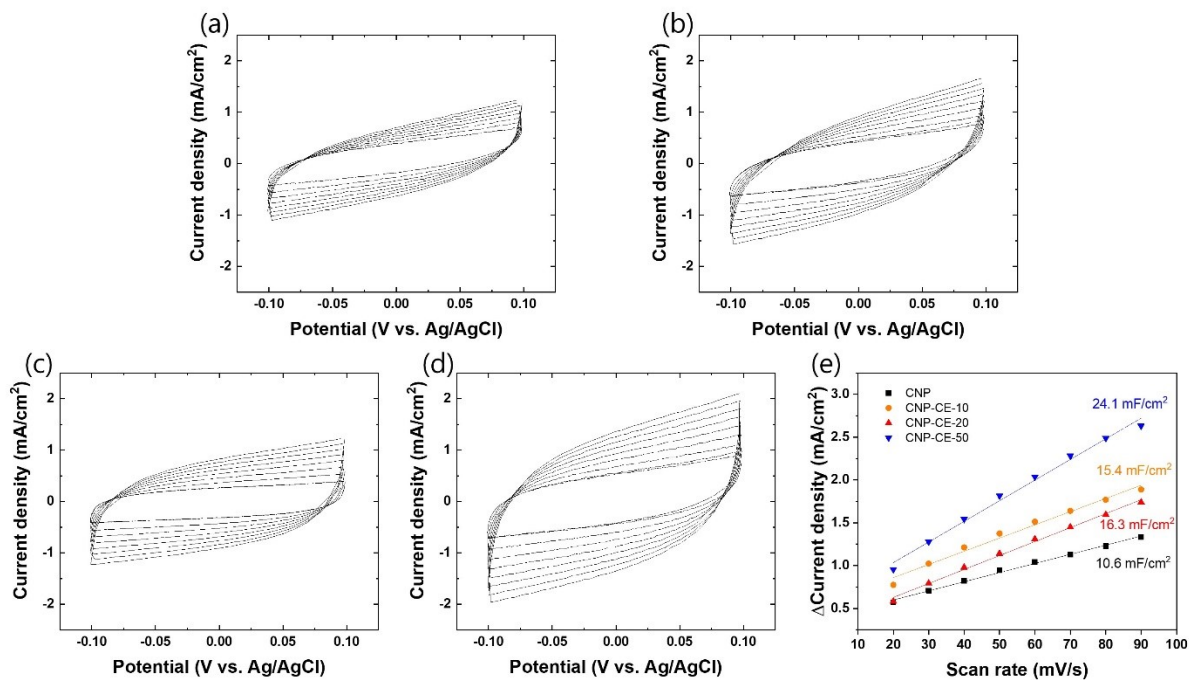 (a)
Current density (mA/cm²)
2
1
0
-1
-2
-0.10 -0.05 0.00 0.05 0.10
Potential (V vs. Ag/AgCl)
(b)
Current density (mA/cm²)
2
1
0
-1
-2
-0.10 -0.05 0.00 0.05 0.10
Potential (V vs. Ag/AgCl)
(c)
Current density (mA/cm²)
2
1
0
-1
-2
-0.10 -0.05 0.00 0.05 0.10
Potential (V vs. Ag/AgCl)
(d)
Current density (mA/cm²)
2
1
0
-1
-2
-0.10 -0.05 0.00 0.05 0.10
Potential (V vs. Ag/AgCl)
(e)
ΔCurrent density (mA/cm²)
3.0
2.5
2.0
1.5
1.0
0.5
CNP
CNP-CE-10
CNP-CE-20
CNP-CE-50
24.1 mF/cm²
15.4 mF/cm²
16.3 mF/cm²
10.6 mF/cm²
10 20 30 40 50 60 70 80 90 100
Scan rate (mV/s)